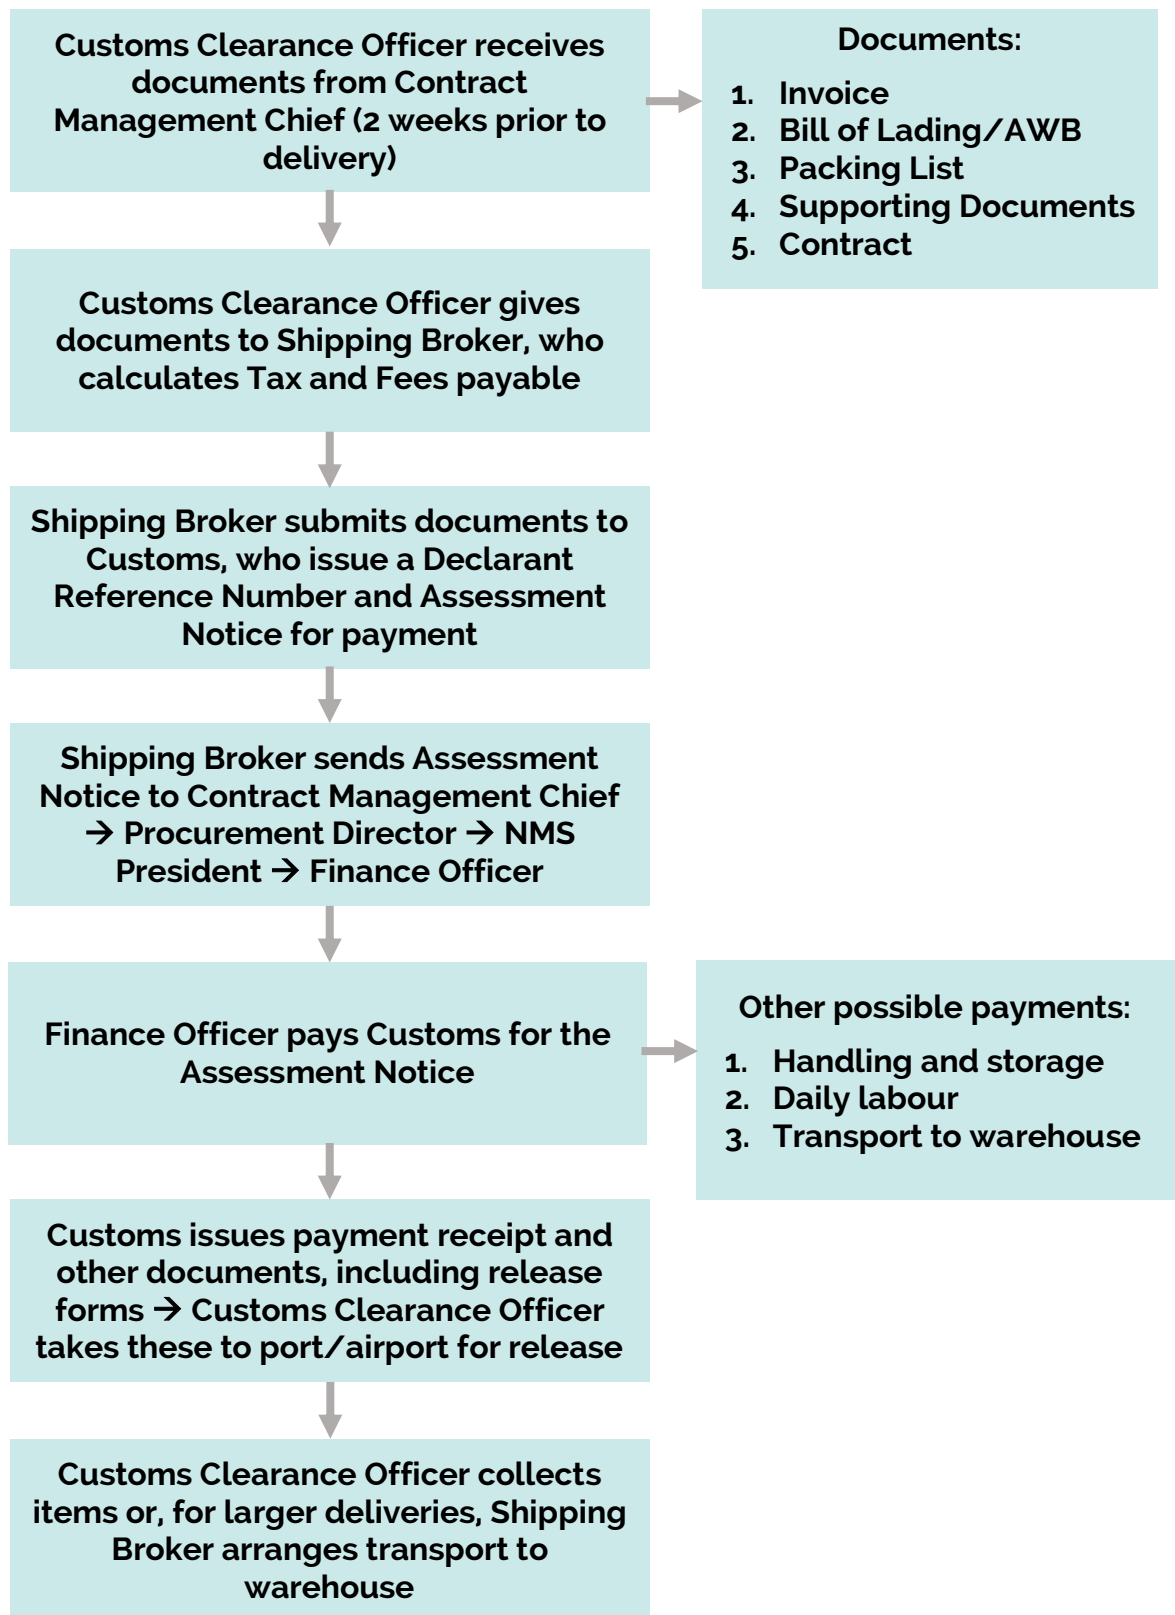 Customs Clearance Officer receives
documents from Contract
Management Chief (2 weeks prior to
delivery)
Documents:
1. Invoice
2. Bill of Lading/AWB
3. Packing List
4. Supporting Documents
5. Contract
Customs Clearance Officer gives
documents to Shipping Broker, who
calculates Tax and Fees payable
Shipping Broker submits documents to
Customs, who issue a Declarant
Reference Number and Assessment
Notice for payment
Shipping Broker sends Assessment
Notice to Contract Management Chief
→ Procurement Director → NMS
President → Finance Officer
Finance Officer pays Customs for the
Assessment Notice
Other possible payments:
1. Handling and storage
2. Daily labour
3. Transport to warehouse
Customs issues payment receipt and
other documents, including release
forms → Customs Clearance Officer
takes these to port/airport for release
Customs Clearance Officer collects
items or, for larger deliveries, Shipping
Broker arranges transport to
warehouse